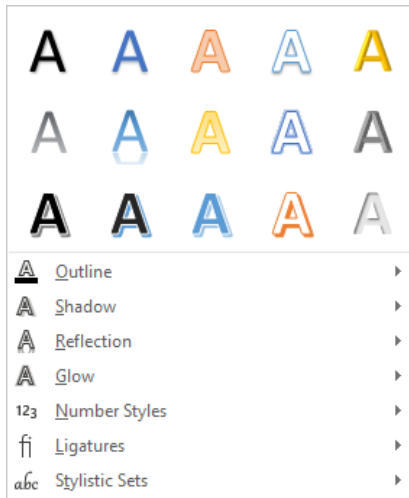 A A A A A
A A A A A
A A A A A
A Outline
A Shadow
A Reflection
A Glow
123 Number Styles
fi Ligatures
abc Stylistic Sets